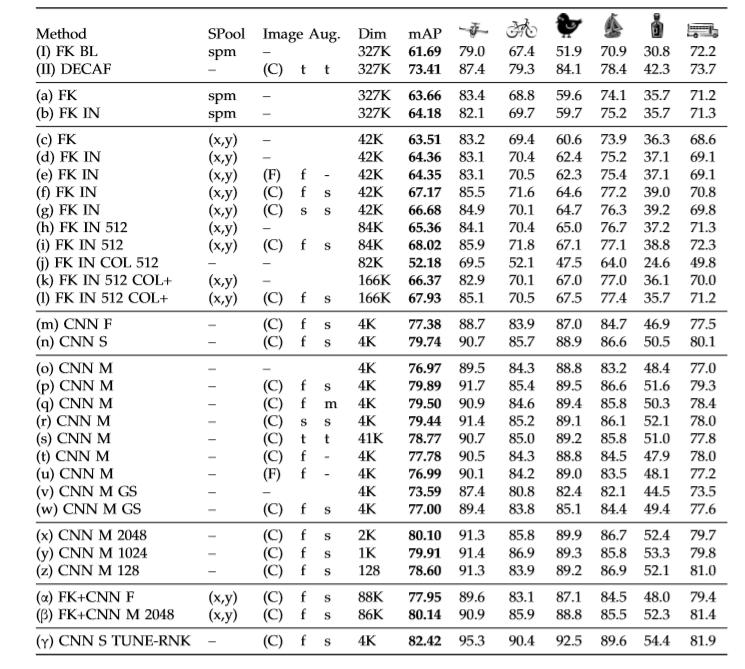 Method SPool Image Aug. Dim mAP
(I) FK BL spm – 327K 61.69 79.0 67.4 51.9 70.9 30.8 72.2
(II) DECAF – (C) t t 327K 73.41 87.4 79.3 84.1 78.4 42.3 73.7
(a) FK spm – 327K 63.66 83.4 68.8 59.6 74.1 35.7 71.2
(b) FK IN spm – 327K 64.18 82.1 69.7 59.7 75.2 35.7 71.3
(c) FK (x,y) – 42K 63.51 83.2 69.4 60.6 73.9 36.3 68.6
(d) FK IN (x,y) – 42K 64.36 83.1 70.4 62.4 75.2 37.1 69.1
(e) FK IN (x,y) (F) f - 42K 64.35 83.1 70.5 62.3 75.4 37.1 69.1
(f) FK IN (x,y) (C) f s 42K 67.17 85.5 71.6 64.6 77.2 39.0 70.8
(g) FK IN (x,y) (C) s s 42K 66.68 84.9 70.1 64.7 76.3 39.2 69.8
(h) FK IN 512 (x,y) – 84K 65.36 84.1 70.4 65.0 76.7 37.2 71.3
(i) FK IN 512 (x,y) (C) f s 84K 68.02 85.9 71.8 67.1 77.1 38.8 72.3
(j) FK IN COL 512 – – 82K 52.18 69.5 52.1 47.5 64.0 24.6 49.8
(k) FK IN 512 COL+ (x,y) – 166K 66.37 82.9 70.1 67.0 77.0 36.1 70.0
(l) FK IN 512 COL+ (x,y) (C) f s 166K 67.93 85.1 70.5 67.5 77.4 35.7 71.2
(m) CNN F – (C) f s 4K 77.38 88.7 83.9 87.0 84.7 46.9 77.5
(n) CNN S – (C) f s 4K 79.74 90.7 85.7 88.9 86.6 50.5 80.1
(o) CNN M – – 4K 76.97 89.5 84.3 88.8 83.2 48.4 77.0
(p) CNN M – (C) f s 4K 79.89 91.7 85.4 89.5 86.6 51.6 79.3
(q) CNN M – (C) f m 4K 79.50 90.9 84.6 89.4 85.8 50.3 78.4
(r) CNN M – (C) s s 4K 79.44 91.4 85.2 89.1 86.1 52.1 78.0
(s) CNN M – (C) t t 41K 78.77 90.7 85.0 89.2 85.8 51.0 77.8
(t) CNN M – (C) f - 4K 77.78 90.5 84.3 88.8 84.5 47.9 78.0
(u) CNN M – (F) f - 4K 76.99 90.1 84.2 89.0 83.5 48.1 77.2
(v) CNN M GS – – 4K 73.59 87.4 80.8 82.4 82.1 44.5 73.5
(w) CNN M GS – (C) f s 4K 77.00 89.4 83.8 85.1 84.4 49.4 77.6
(x) CNN M 2048 – (C) f s 2K 80.10 91.3 85.8 89.9 86.7 52.4 79.7
(y) CNN M 1024 – (C) f s 1K 79.91 91.4 86.9 89.3 85.8 53.3 79.8
(z) CNN M 128 – (C) f s 128 78.60 91.3 83.9 89.2 86.9 52.1 81.0
(α) FK+CNN F (x,y) (C) f s 88K 77.95 89.6 83.1 87.1 84.5 48.0 79.4
(β) FK+CNN M 2048 (x,y) (C) f s 86K 80.14 90.9 85.9 88.8 85.5 52.3 81.4
(γ) CNN S TUNE-RNK – (C) f s 4K 82.42 95.3 90.4 92.5 89.6 54.4 81.9